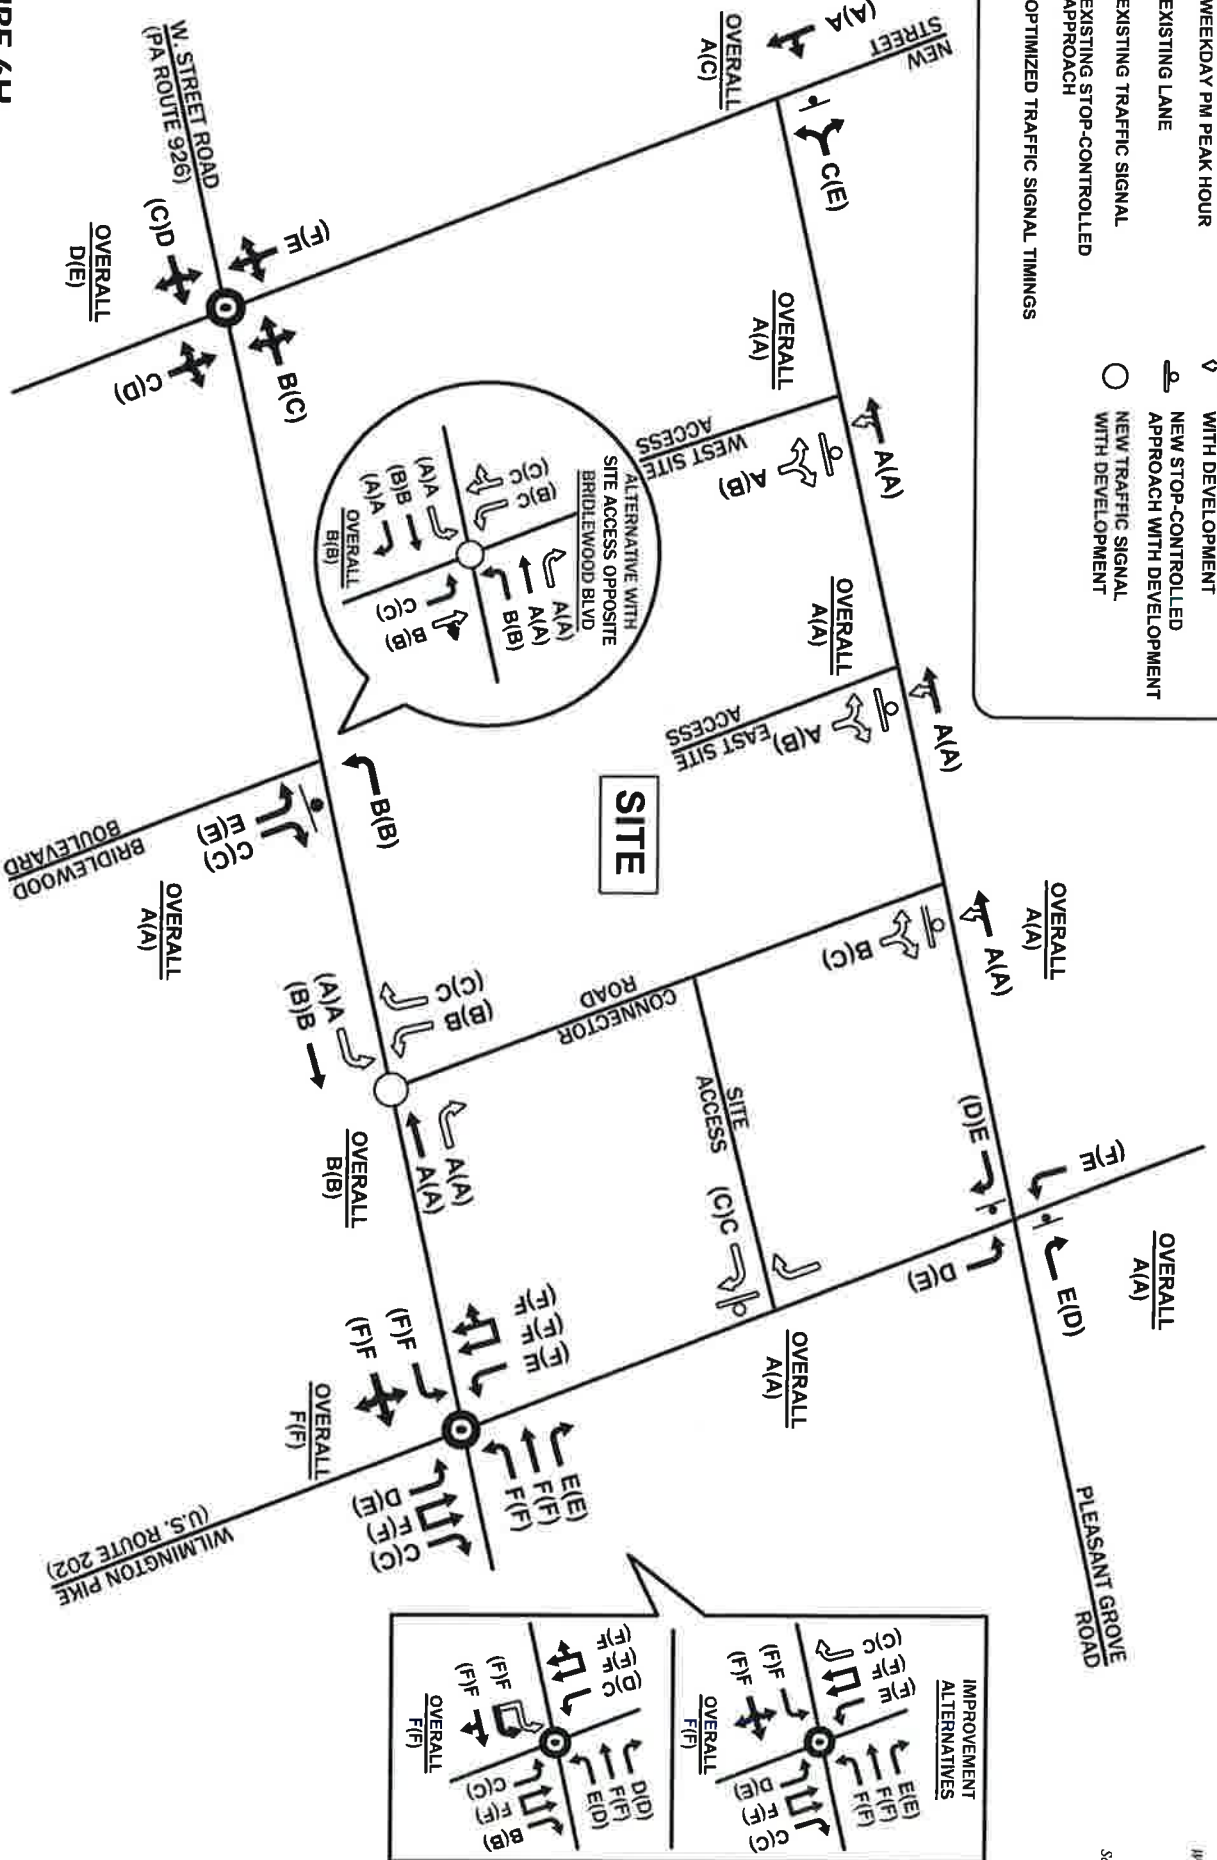 WEEKDAY PM PEAK HOUR
EXISTING LANE
EXISTING TRAFFIC SIGNAL
EXISTING STOP-CONTROLLED
APPROACH
OPTIMIZED TRAFFIC SIGNAL TIMINGS
WITH DEVELOPMENT
NEW STOP-CONTROLLED
APPROACH WITH DEVELOPMENT
NEW TRAFFIC SIGNAL
WITH DEVELOPMENT
NEW
STREET
(A)A
OVERALL
A(C)
C(E)
OVERALL
A(A)
A(A)
WEST SITE
ACCESS
A(B)
OVERALL
A(A)
A(A)
EAST SITE
ACCESS
A(B)
SITE
OVERALL
A(A)
A(A)
B(C)
CONNECTOR
ROAD
SITE
ACCESS
(C)C
OVERALL
A(A)
(D)E
(F)E
E(D)
D(E)
OVERALL
A(A)
PLEASANT GROVE
ROAD
W. STREET ROAD
(PA ROUTE 926)
(F)E
(C)D
B(C)
C(D)
OVERALL
D(E)
ALTERNATIVE WITH
SITE ACCESS OPPOSITE
BRIDLEWOOD BLVD
(C)C
(B)C
(A)A
(B)B
(A)A
A(A)
A(A)
B(B)
C(C)
B(B)
OVERALL
B(B)
B(B)
E(E)
C(C)
BRIDLEWOOD
BOULEVARD
OVERALL
A(A)
(C)C
(B)B
(A)A
(B)B
A(A)
A(A)
OVERALL
B(B)
(F)F
(F)F
(F)E
(F)F
(F)F
E(E)
F(F)
F(F)
D(E)
F(F)
C(C)
OVERALL
F(F)
WILMINGTON PIKE
(U.S. ROUTE 202)
IMPROVEMENT
ALTERNATIVES
(C)C
(F)F
(F)E
(F)F
(F)F
E(E)
F(F)
F(F)
D(E)
F(F)
C(C)
OVERALL
F(F)
(F)F
(F)F
(D)C
(F)F
(F)F
D(D)
F(F)
E(D)
C(C)
F(F)
B(B)
OVERALL
F(F)